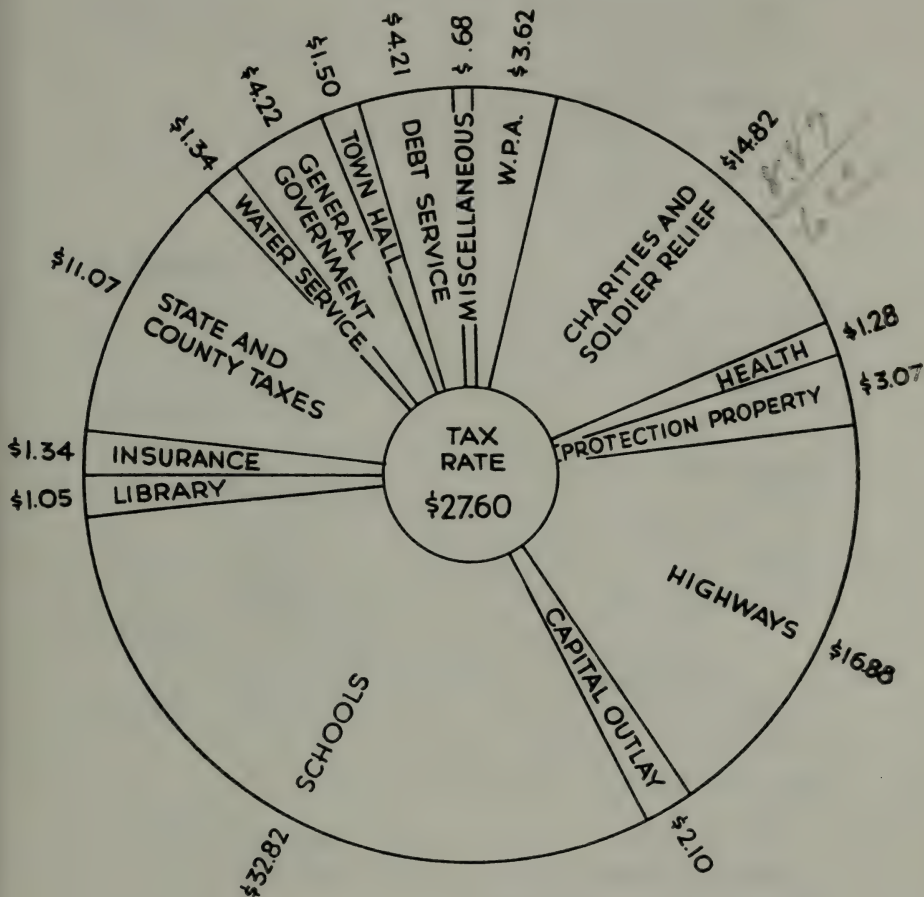 $ .68
$3.62
$4.21
$1.50
$4.22
$1.34
$11.07
$1.34
$1.05
$32.82
$2.10
$16.88
$3.07
$1.28
$14.82
MISCELLANEOUS
W.P.A.
DEBT SERVICE
TOWN HALL
GENERAL
GOVERNMENT
WATER SERVICE
STATE AND
COUNTY TAXES
INSURANCE
LIBRARY
SCHOOLS
CAPITAL OUTLAY
HIGHWAYS
PROTECTION PROPERTY
HEALTH
CHARITIES AND
SOLDIER RELIEF
TAX
RATE
$27.60